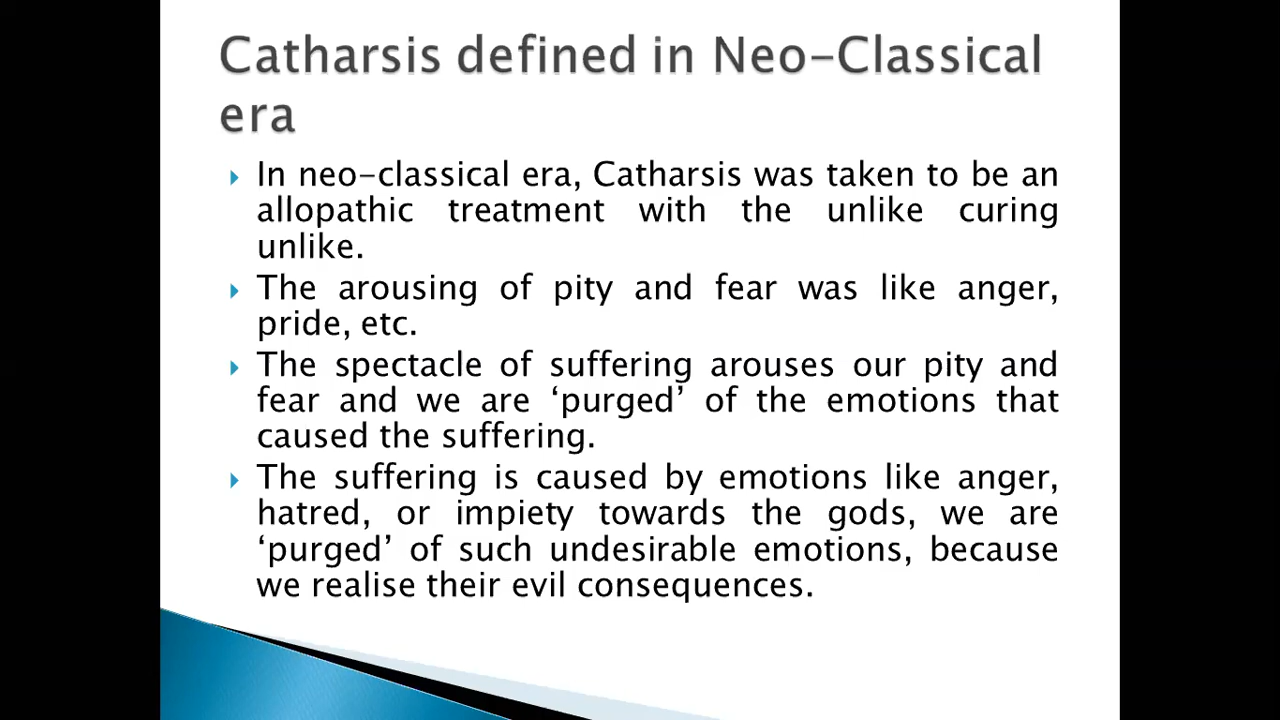 Catharsis defined in Neo-Classical
era
In neo-classical era, Catharsis was taken to be an
allopathic treatment with the unlike curing
unlike.
The arousing of pity and fear was like anger,
pride, etc.
The spectacle of suffering arouses our pity and
fear and we are ‘purged’ of the emotions that
caused the suffering.
The suffering is caused by emotions like anger,
hatred, or impiety towards the gods, we are
‘purged’ of such undesirable emotions, because
we realise their evil consequences.